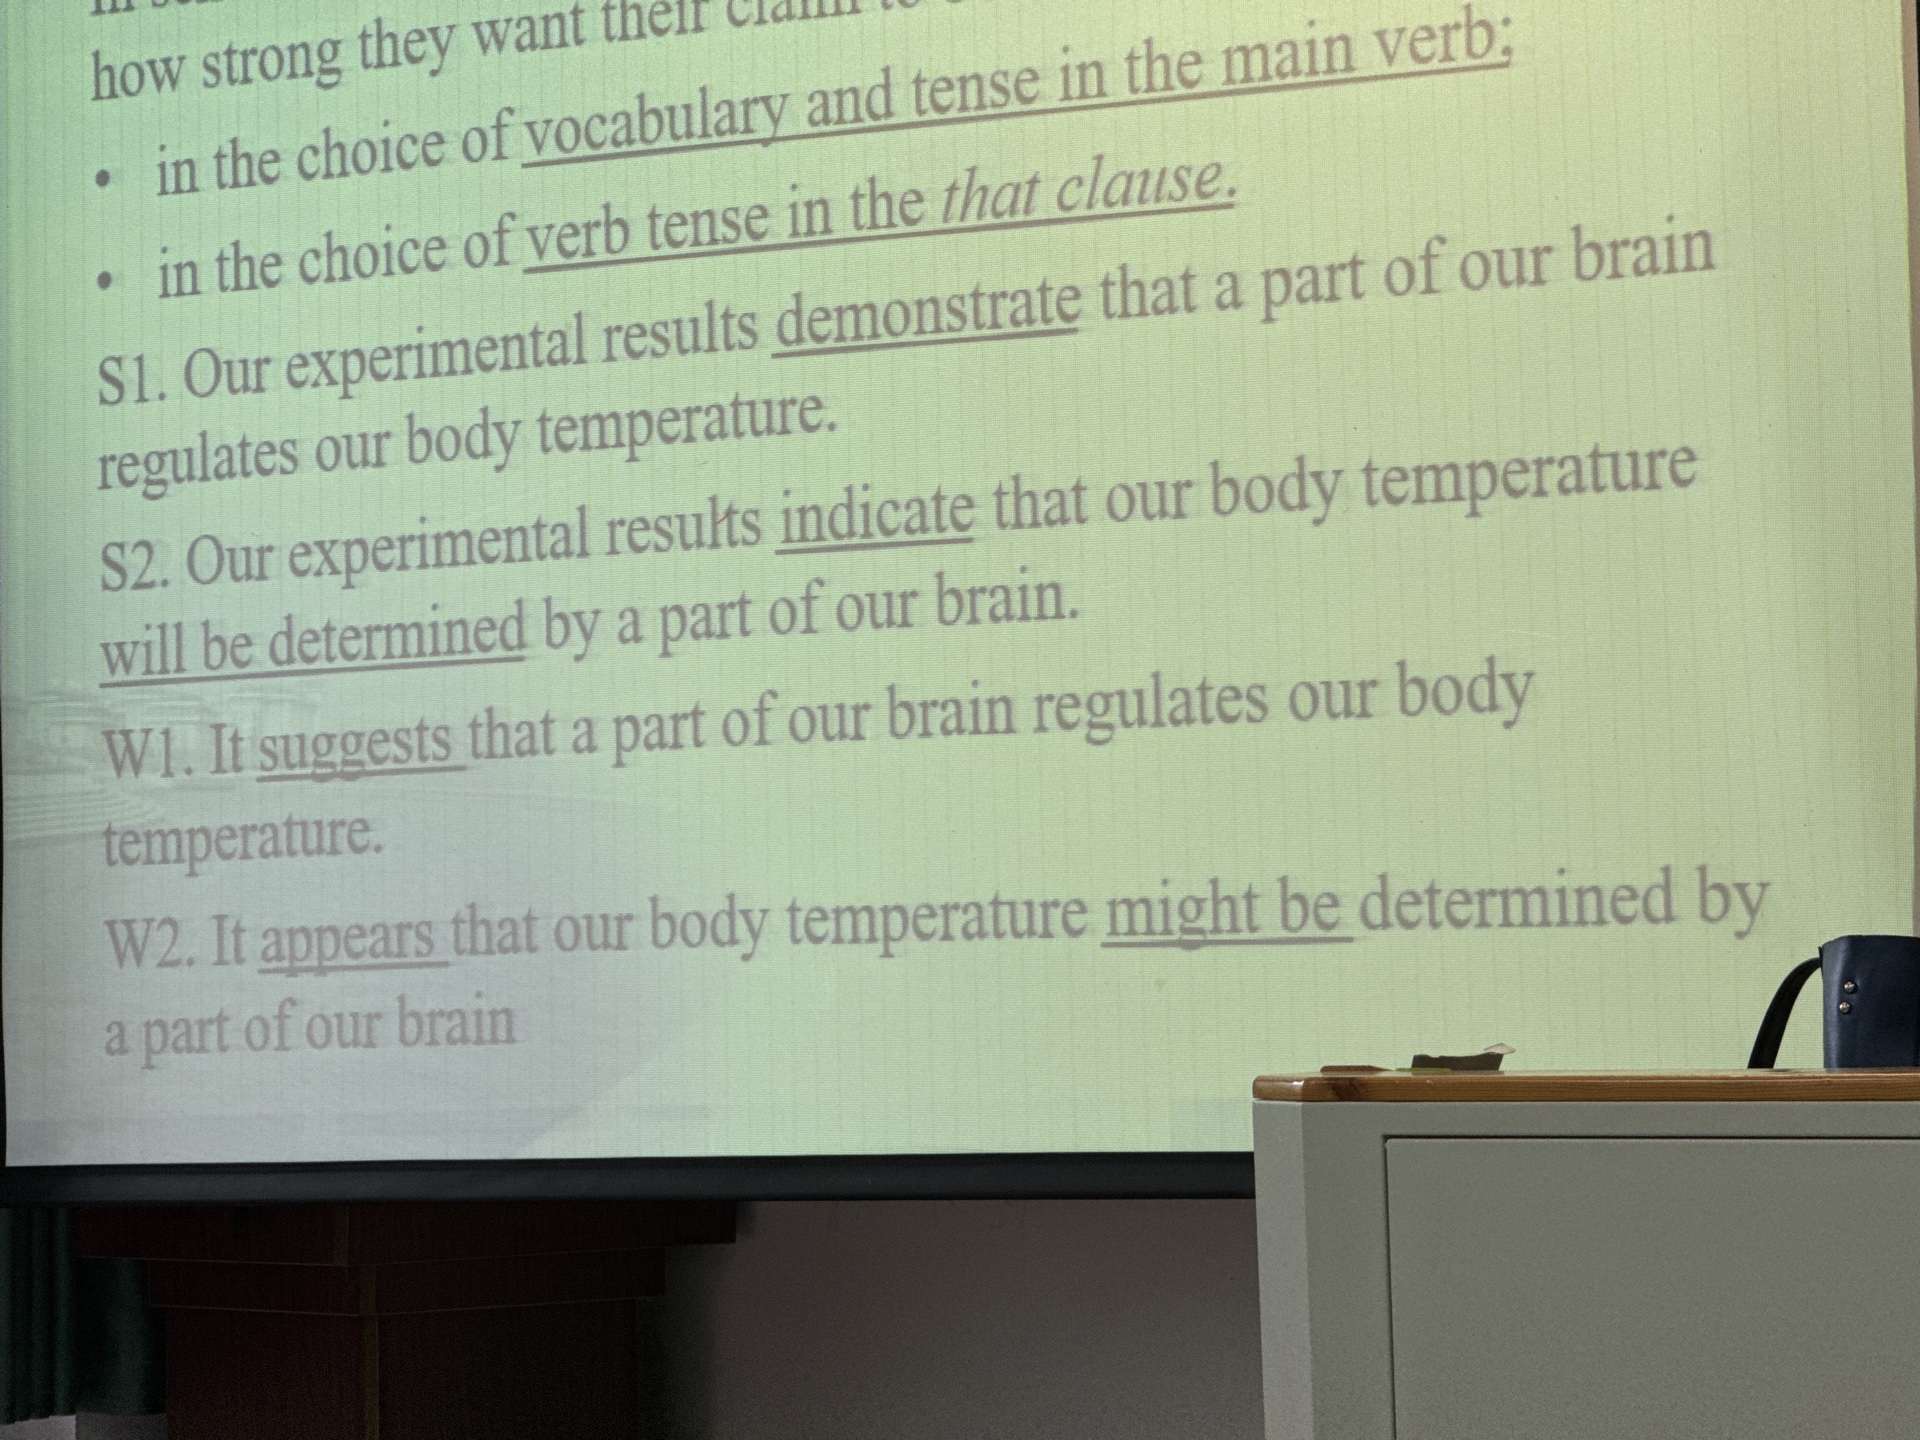 how strong they want their claim to
• in the choice of vocabulary and tense in the main verb;
• in the choice of verb tense in the that clause.
S1. Our experimental results demonstrate that a part of our brain
regulates our body temperature.
S2. Our experimental results indicate that our body temperature
will be determined by a part of our brain.
W1. It suggests that a part of our brain regulates our body
temperature.
W2. It appears that our body temperature might be determined by
a part of our brain